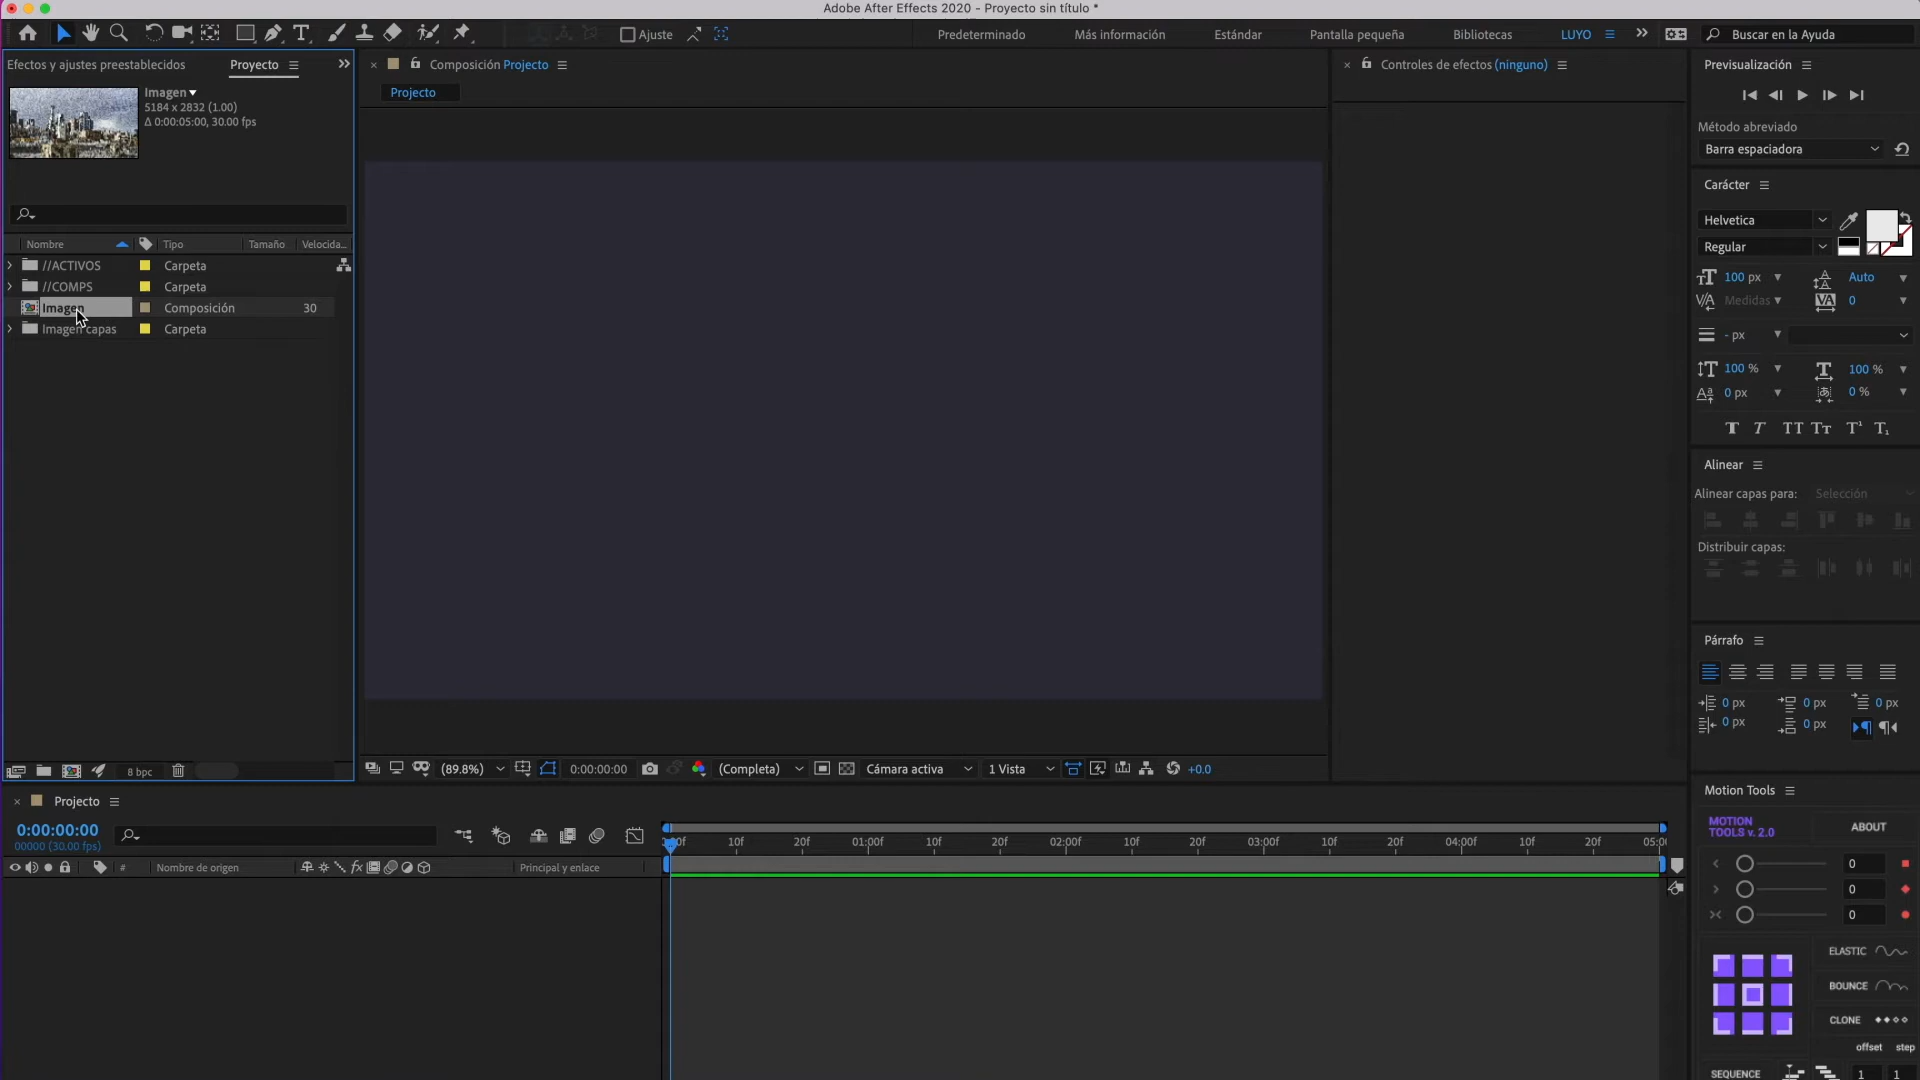 Adobe After Effects 2020 - Proyecto sin título *
Ajuste
Predeterminado
Más información
Estándar
Pantalla pequeña
Bibliotecas
LUYO
Buscar en la Ayuda
Efectos y ajustes preestablecidos
Proyecto
Imagen
5184 x 2832 (1.00)
Δ 0:00:05:00, 30.00 fps
Nombre Tipo Tamaño Velocida...
//ACTIVOS Carpeta
//COMPS Carpeta
Imagen Composición 30
Imagen capas Carpeta
8 bpc
Composición Projecto
Projecto
(89.8%) 0:00:00:00 (Completa) Cámara activa 1 Vista +0.0
Controles de efectos (ninguno)
Previsualización
Método abreviado
Barra espaciadora
Carácter
Helvetica
Regular
100 px Auto
Medidas 0
- px
100 % 100 %
0 px 0 %
Alinear
Alinear capas para: Selección
Distribuir capas:
Párrafo
0 px 0 px 0 px
0 px 0 px
Motion Tools
MOTION
TOOLS v. 2.0
ABOUT
0
0
0
ELASTIC
BOUNCE
CLONE
offset step
SEQUENCE 1 1
Projecto
0:00:00:00
00000 (30.00 fps)
# Nombre de origen Principal y enlace
10f 20f 01:00f 10f 20f 02:00f 10f 20f 03:00f 10f 20f 04:00f 10f 20f